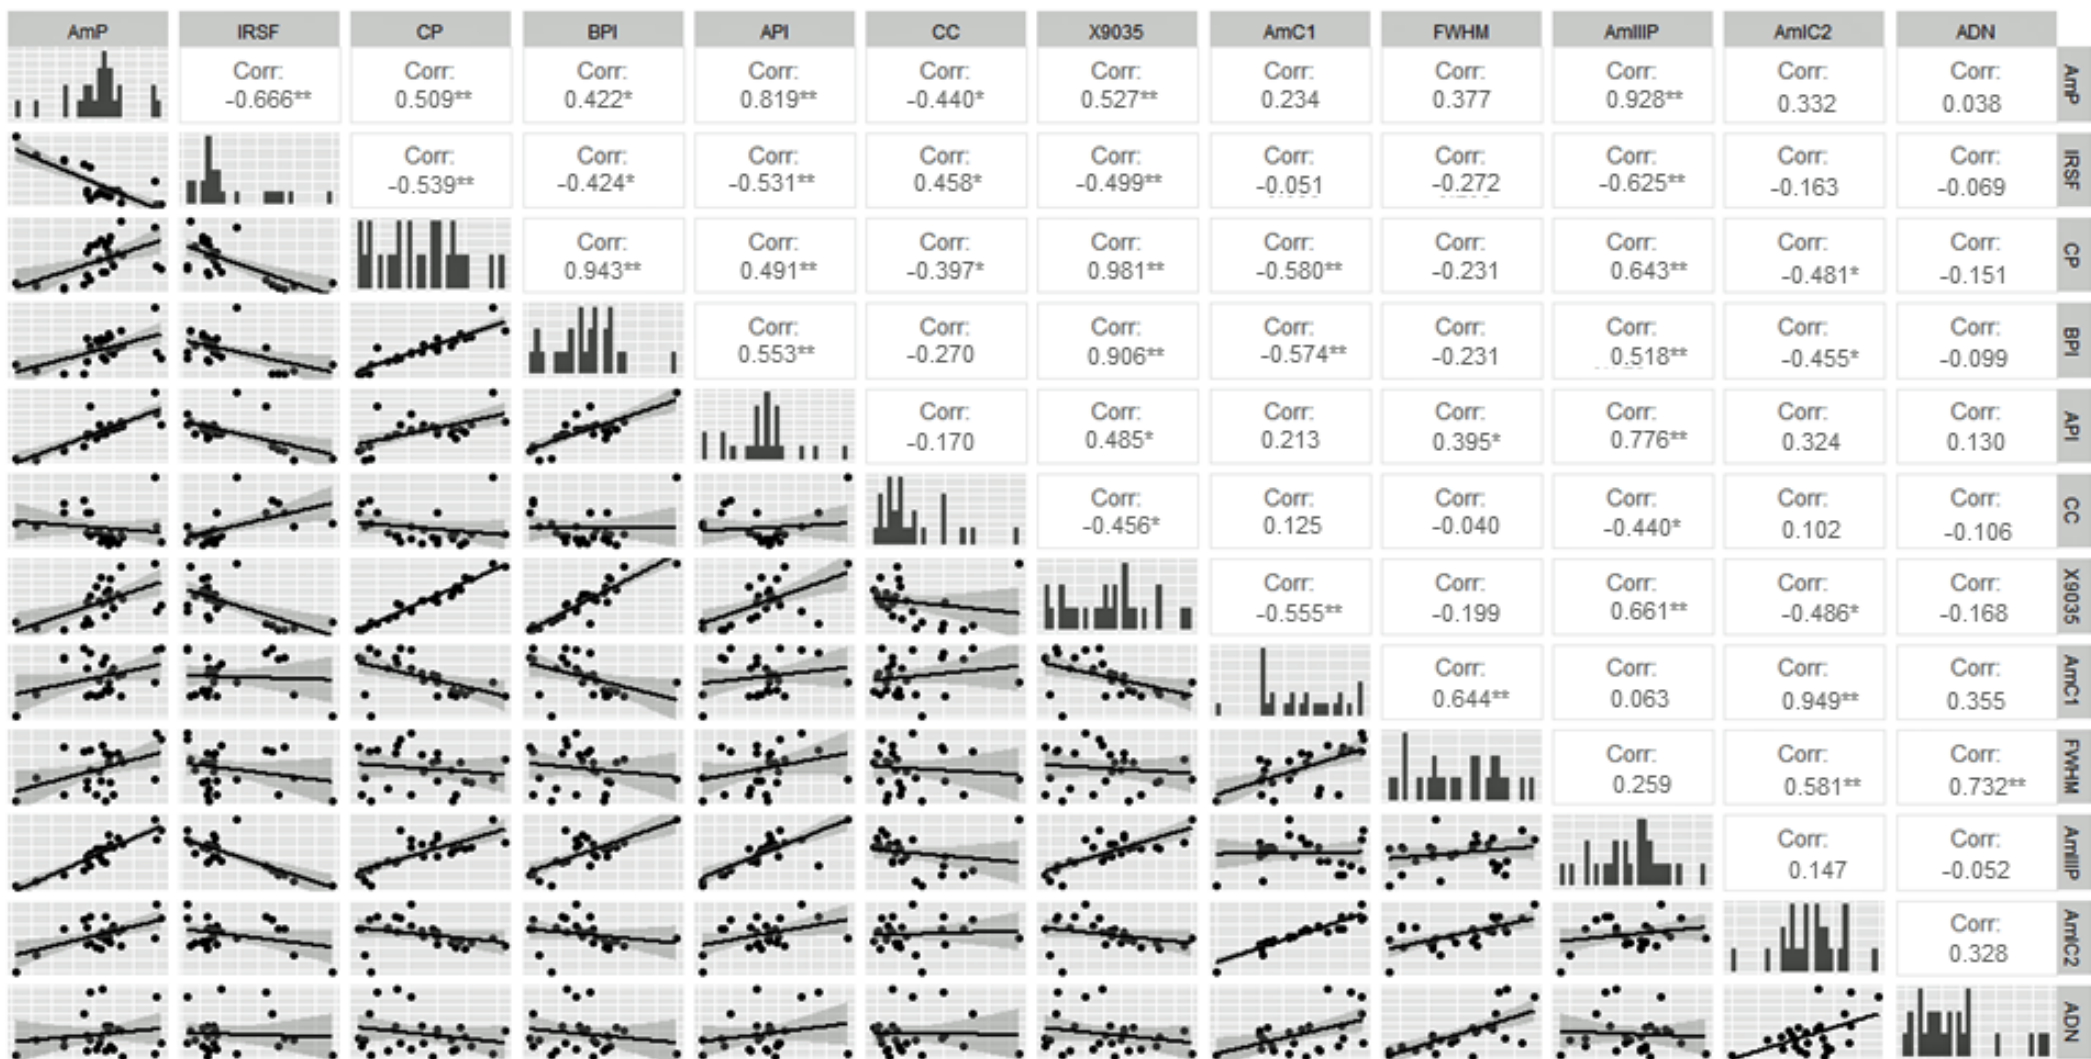 AmP IRSF CP BPI API CC X9035 AmC1 FWHM AmIIIP AmIC2 ADN
Corr: Corr: Corr: Corr: Corr: Corr: Corr: Corr: Corr: Corr: Corr:
-0.666** 0.509** 0.422* 0.819** -0.440* 0.527** 0.234 0.377 0.928** 0.332 0.038
AmP
Corr: Corr: Corr: Corr: Corr: Corr: Corr: Corr: Corr: Corr:
-0.539** -0.424* -0.531** 0.458* -0.499** -0.051 -0.272 -0.625** -0.163 -0.069
IRSF
Corr: Corr: Corr: Corr: Corr: Corr: Corr: Corr: Corr:
0.943** 0.491** -0.397* 0.981** -0.580** -0.231 0.643** -0.481* -0.151
CP
Corr: Corr: Corr: Corr: Corr: Corr: Corr: Corr:
0.553** -0.270 0.906** -0.574** -0.231 0.518** -0.455* -0.099
BPI
Corr: Corr: Corr: Corr: Corr: Corr: Corr:
-0.170 0.485* 0.213 0.395* 0.776** 0.324 0.130
API
Corr: Corr: Corr: Corr: Corr: Corr:
-0.456* 0.125 -0.040 -0.440* 0.102 -0.106
CC
Corr: Corr: Corr: Corr: Corr:
-0.555** -0.199 0.661** -0.486* -0.168
X9035
Corr: Corr: Corr: Corr:
0.644** 0.063 0.949** 0.355
AmC1
Corr: Corr: Corr:
0.259 0.581** 0.732**
FWHM
Corr: Corr:
0.147 -0.052
AmIIIP
Corr:
0.328
AmIC2
ADN